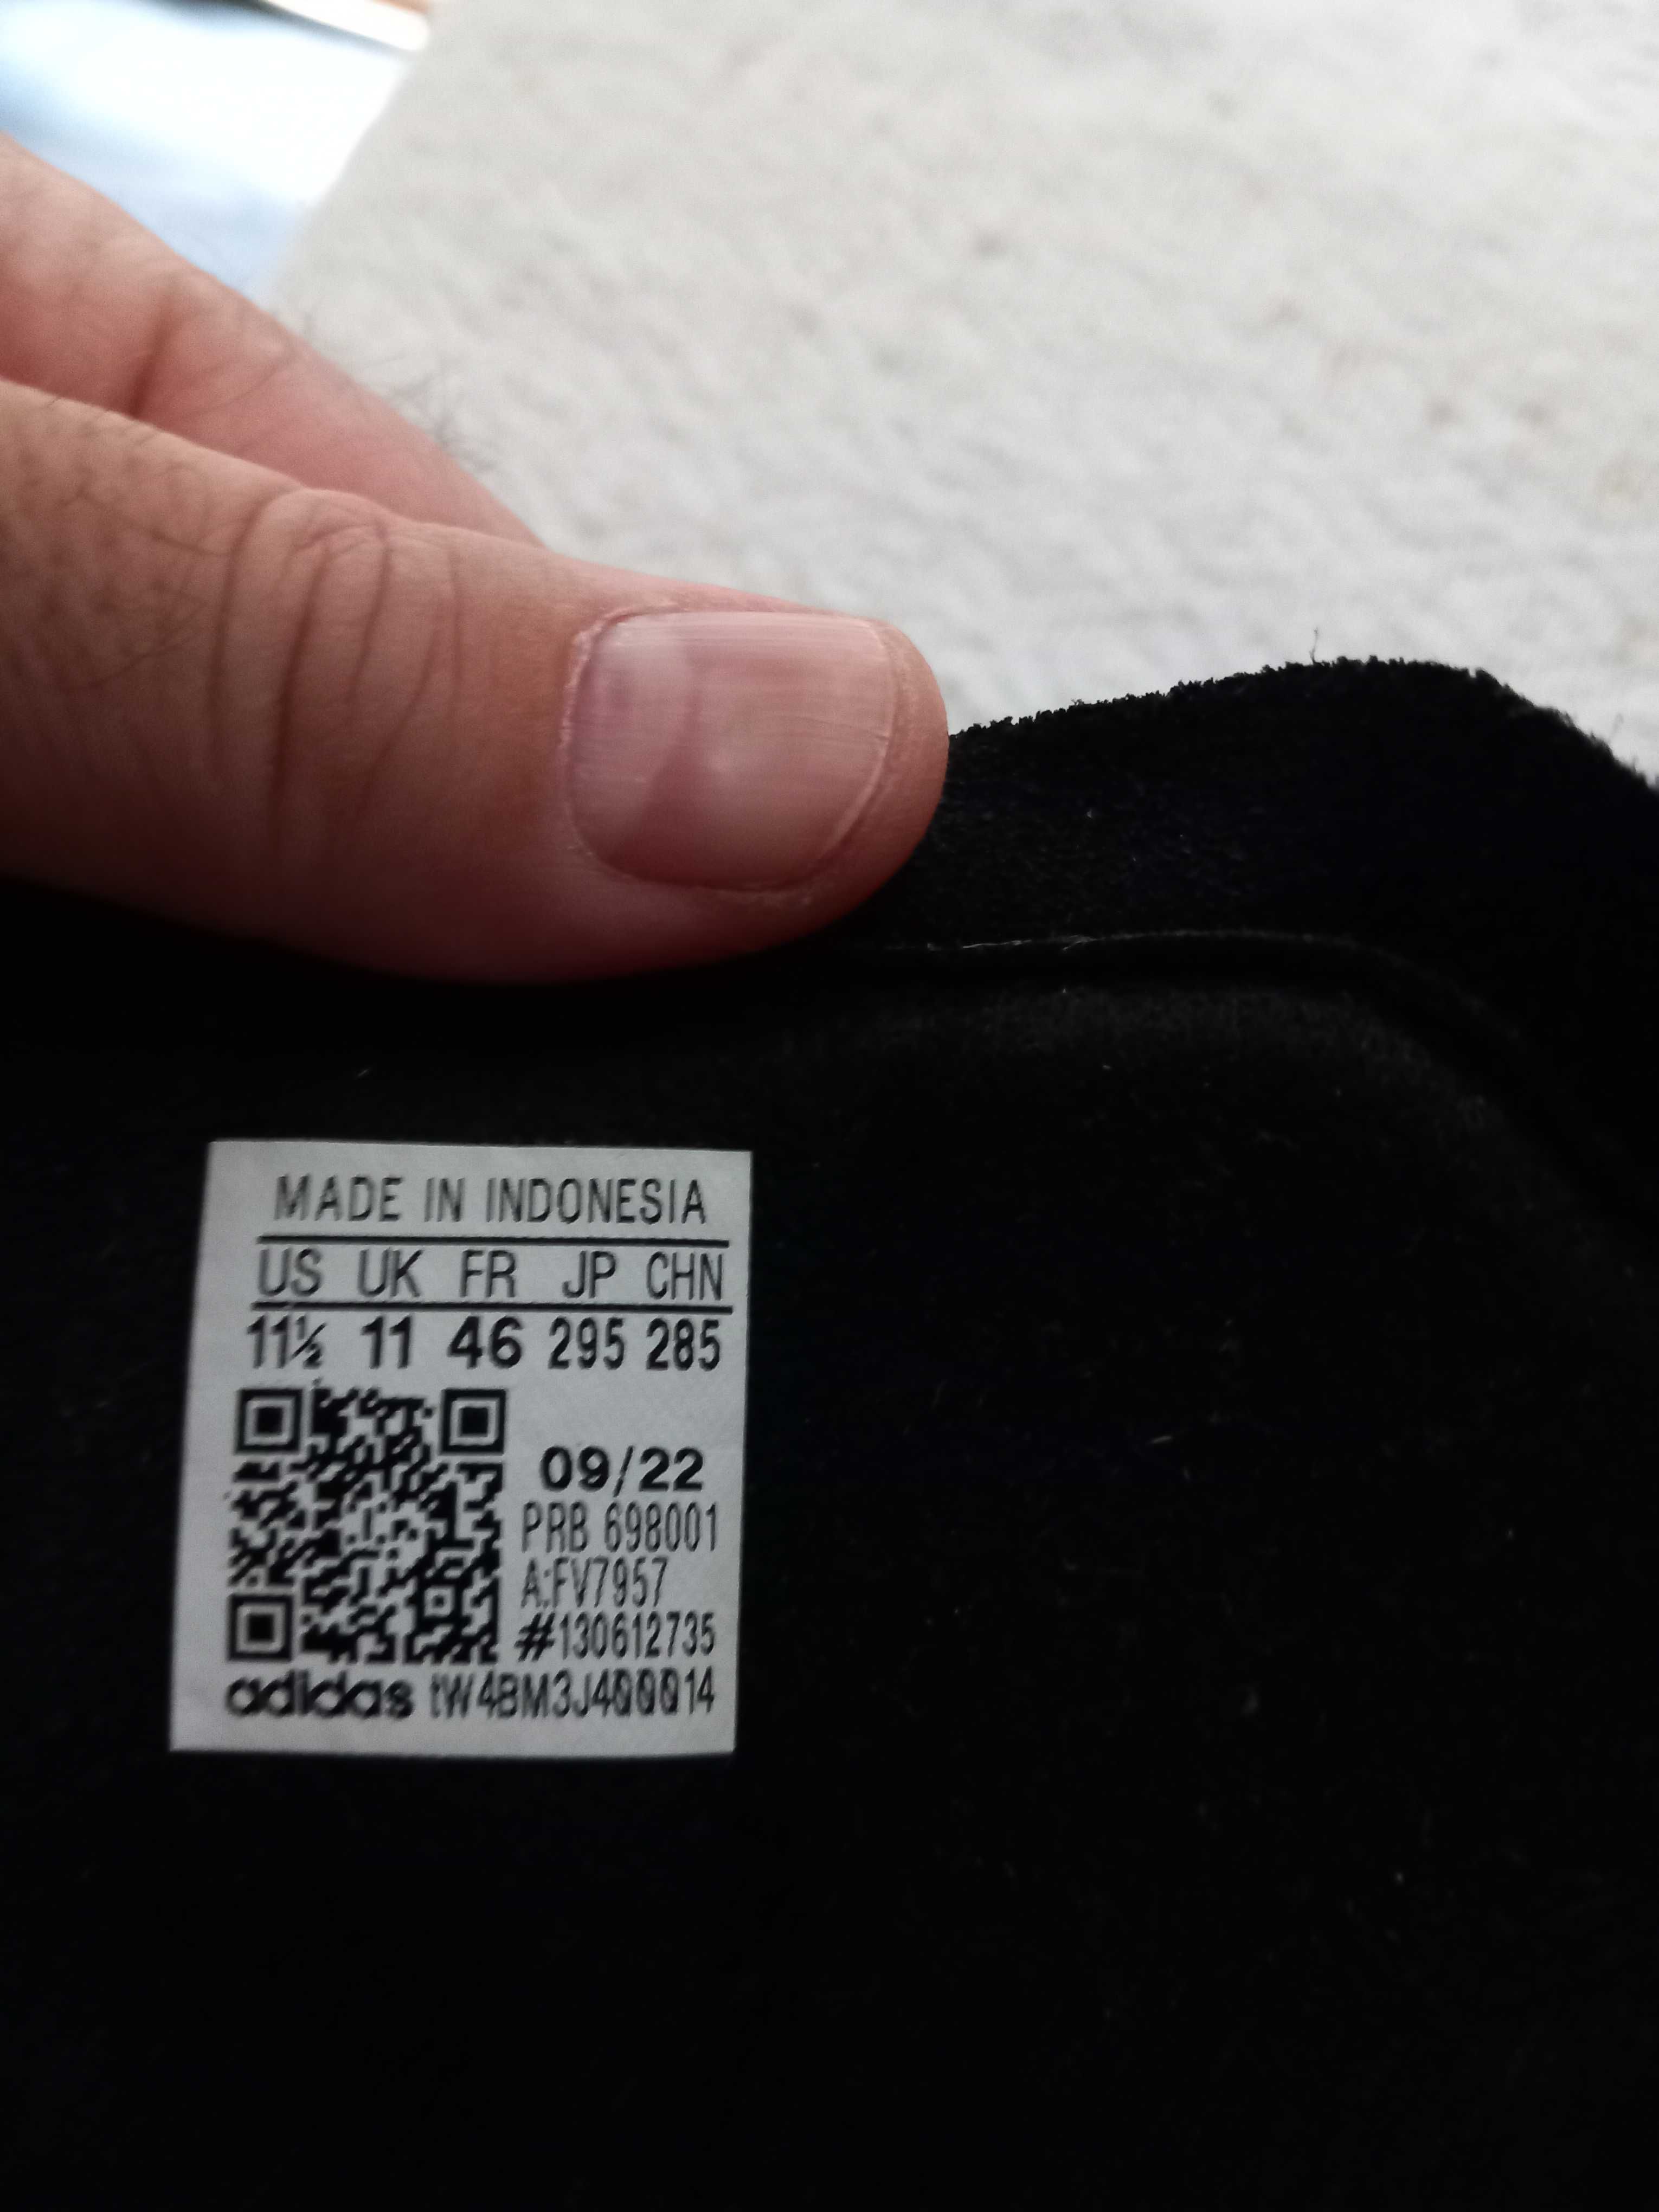 MADE IN INDONESIA
US UK FR JP CHN
11½ 11 46 295 285
09/22
PRB 698001
A:FV7957
#130612735
adidas tW4BM3J400014